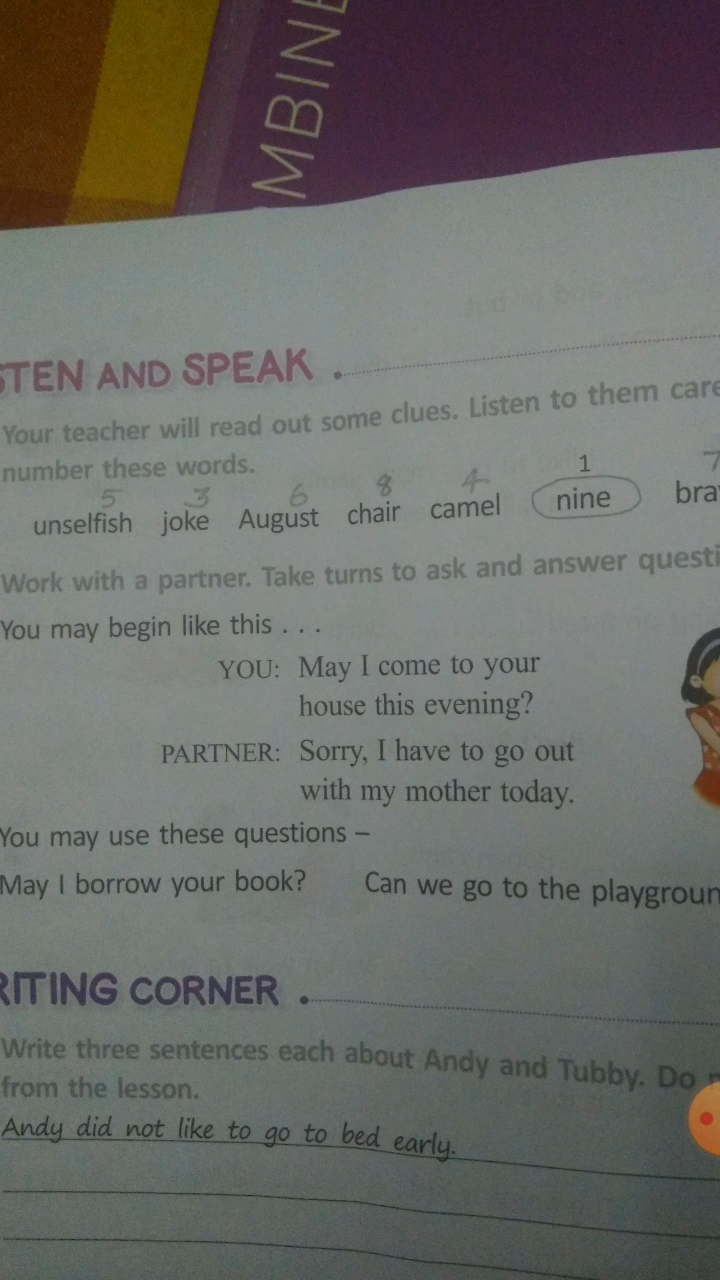 MBINE
STEN AND SPEAK
Your teacher will read out some clues. Listen to them care
number these words.
5 3 6 8 4 1 7
unselfish joke August chair camel nine bra
Work with a partner. Take turns to ask and answer questi
You may begin like this . . .
YOU: May I come to your
house this evening?
PARTNER: Sorry, I have to go out
with my mother today.
You may use these questions –
May I borrow your book? Can we go to the playgroun
RITING CORNER
Write three sentences each about Andy and Tubby. Do
from the lesson.
Andy did not like to go to bed early.